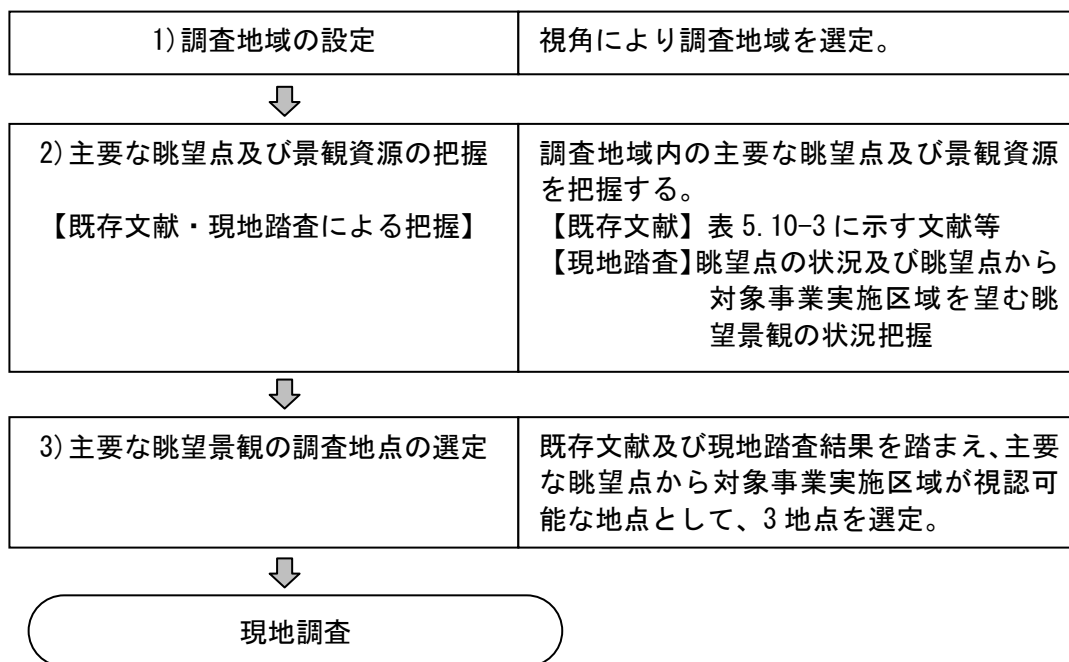 1)調査地域の設定
視角により調査地域を選定。
2)主要な眺望点及び景観資源の把握
【既存文献・現地踏査による把握】
調査地域内の主要な眺望点及び景観資源
を把握する。
【既存文献】表 5.10-3 に示す文献等
【現地踏査】眺望点の状況及び眺望点から
対象事業実施区域を望む眺
望景観の状況把握
3)主要な眺望景観の調査地点の選定
既存文献及び現地踏査結果を踏まえ、主要
な眺望点から対象事業実施区域が視認可
能な地点として、3 地点を選定。
現地調査